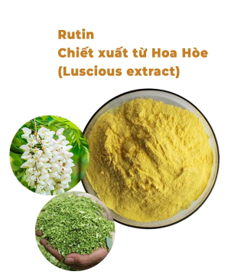 Rutin
Chiết xuất từ Hoa Hòe
(Luscious extract)